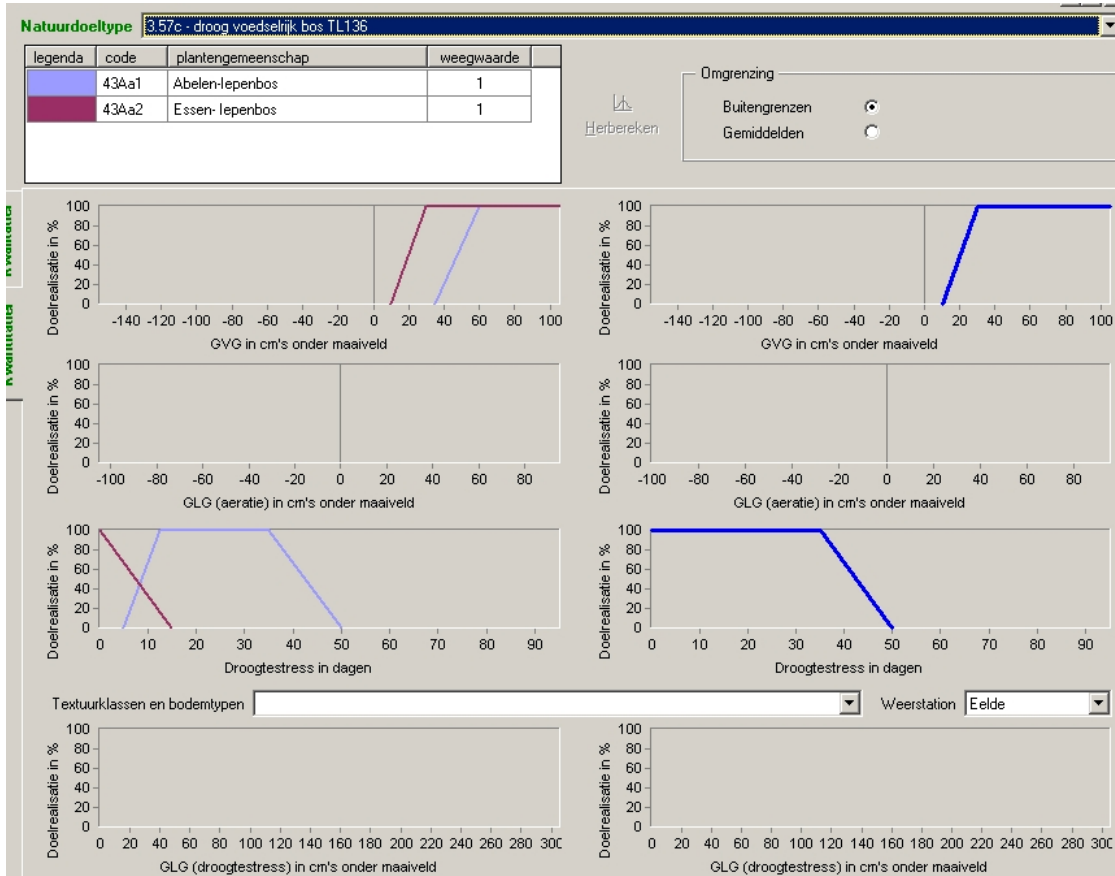 Natuurdoeltype 3.57c - droog voedselrijk bos TL136
legenda code plantengemeenschap weegwaarde
43Aa1 Abelen-Iepenbos 1
43Aa2 Essen- Iepenbos 1
Herbereken
Omgrenzing
Buitengrenzen
Gemiddelden
Kwalitatief
Kwantitatief
Doelrealisatie in %
100
80
60
40
20
0
-140 -120 -100 -80 -60 -40 -20 0 20 40 60 80 100
GVG in cm's onder maaiveld
Doelrealisatie in %
100
80
60
40
20
0
-140 -120 -100 -80 -60 -40 -20 0 20 40 60 80 100
GVG in cm's onder maaiveld
Doelrealisatie in %
100
80
60
40
20
0
-100 -80 -60 -40 -20 0 20 40 60 80
GLG (aeratie) in cm's onder maaiveld
Doelrealisatie in %
100
80
60
40
20
0
-100 -80 -60 -40 -20 0 20 40 60 80
GLG (aeratie) in cm's onder maaiveld
Doelrealisatie in %
100
80
60
40
20
0
0 10 20 30 40 50 60 70 80 90
Droogtestress in dagen
Doelrealisatie in %
100
80
60
40
20
0
0 10 20 30 40 50 60 70 80 90
Droogtestress in dagen
Textuurklassen en bodemtypen
Weerstation Eelde
Doelrealisatie in %
100
80
60
40
20
0
0 20 40 60 80 100 120 140 160 180 200 220 240 260 280 300
GLG (droogtestress) in cm's onder maaiveld
Doelrealisatie in %
100
80
60
40
20
0
0 20 40 60 80 100 120 140 160 180 200 220 240 260 280 300
GLG (droogtestress) in cm's onder maaiveld